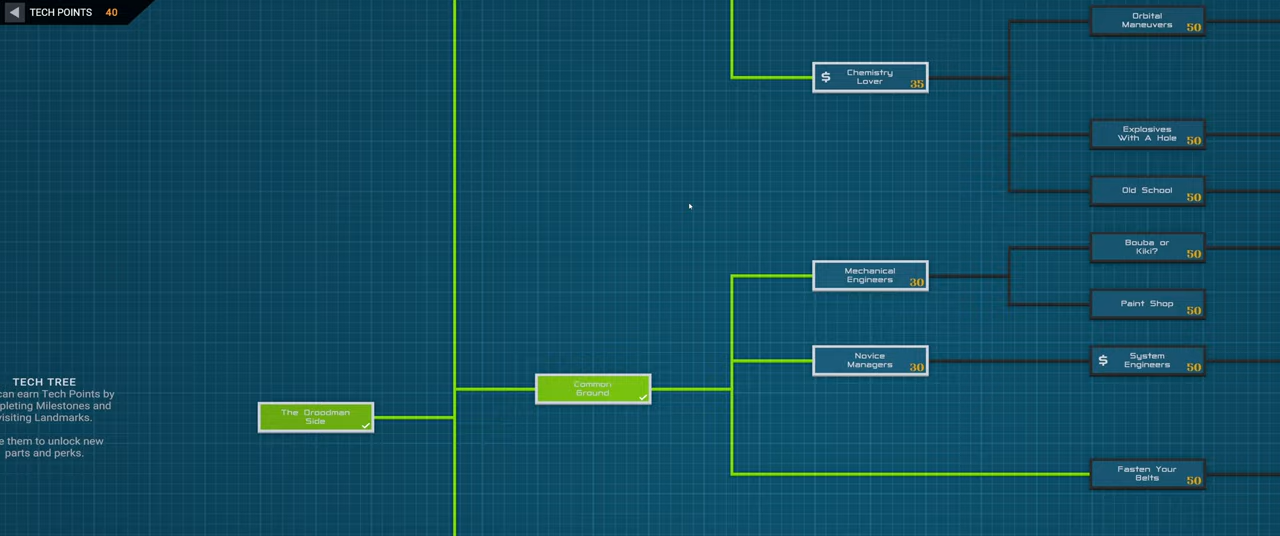 TECH POINTS 40
Orbital
Maneuvers 50
$ Chemistry
Lover 35
Explosives
With A Hole 50
Old School 50
Bouba or
Kiki? 50
Mechanical
Engineers 30
Paint Shop 50
Novice
Managers 30
$ System
Engineers 50
Common
Ground
TECH TREE
can earn Tech Points by
pleting Milestones and
visiting Landmarks.
e them to unlock new
parts and perks.
The Droodman
Side
Fasten Your
Belts 50